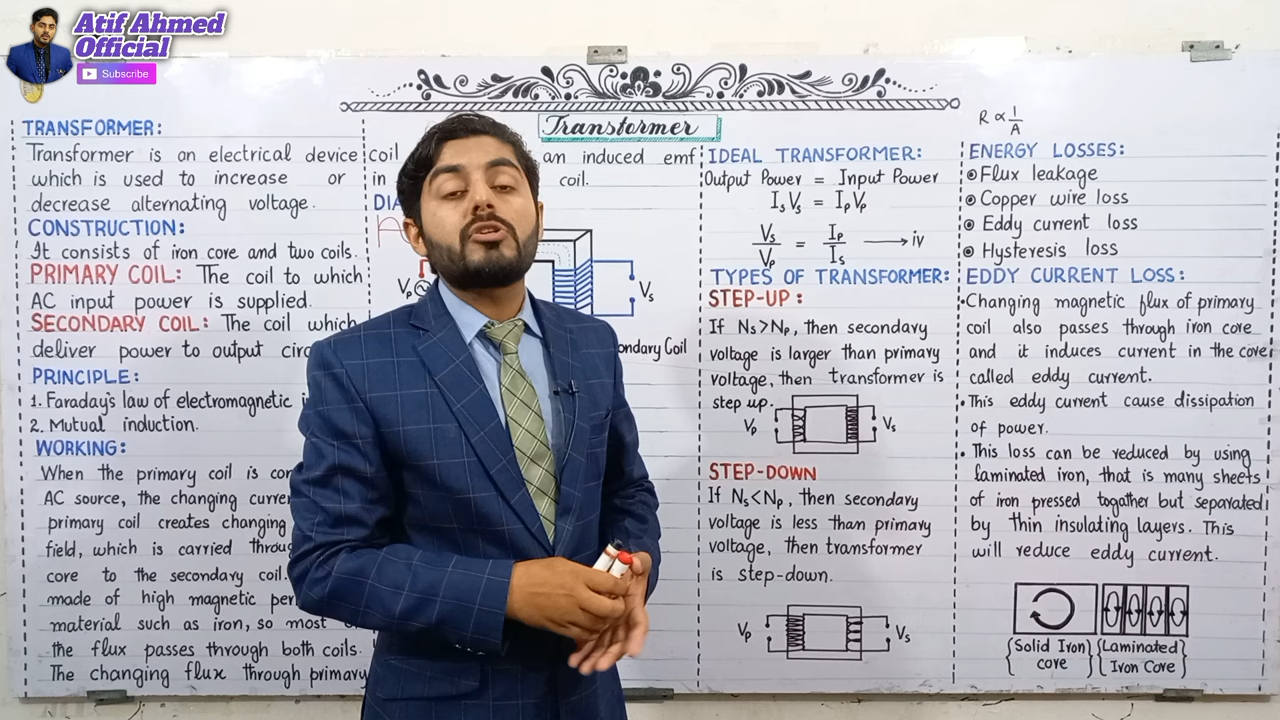 Atif Ahmed
Official
Subscribe
Transformer
TRANSFORMER:
Transformer is an electrical device
which is used to increase or
decrease alternating voltage.
CONSTRUCTION:
It consists of iron core and two coils.
PRIMARY COIL: The coil to which
AC input power is supplied.
SECONDARY COIL: The coil which
deliver power to output
PRINCIPLE:
1. Faraday's law of electromagnetic
2. Mutual induction.
WORKING:
When the primary coil is
AC source, the changing
primary coil creates changing
field, which is carried
core to the secondary coil.
made of high magnetic
material such as iron, so most
the flux passes through both coils.
The changing flux through primary
coil an induced emf
in coil.
Vp
Vs
Coil
IDEAL TRANSFORMER:
Output Power = Input Power
IsVs = IpVp
Vs/Vp = Ip/Is → iv
TYPES OF TRANSFORMER:
STEP-UP:
If Ns>Np, then secondary
voltage is larger than primary
voltage, then transformer is
step up.
Vp Vs
STEP-DOWN
If Ns<Np, then secondary
voltage is less than primary
voltage, then transformer
is step-down.
Vp Vs
R ∝ 1/A
ENERGY LOSSES:
Flux leakage
Copper wire loss
Eddy current loss
Hysteresis loss
EDDY CURRENT LOSS:
•Changing magnetic flux of primary
coil also passes through iron core
and it induces current in the core
called eddy current.
•This eddy current cause dissipation
of power.
• This loss can be reduced by using
laminated iron, that is many sheets
of iron pressed togather but separated
by thin insulating layers. This
will reduce eddy current.
{Solid Iron core}
{Laminated Iron Core}